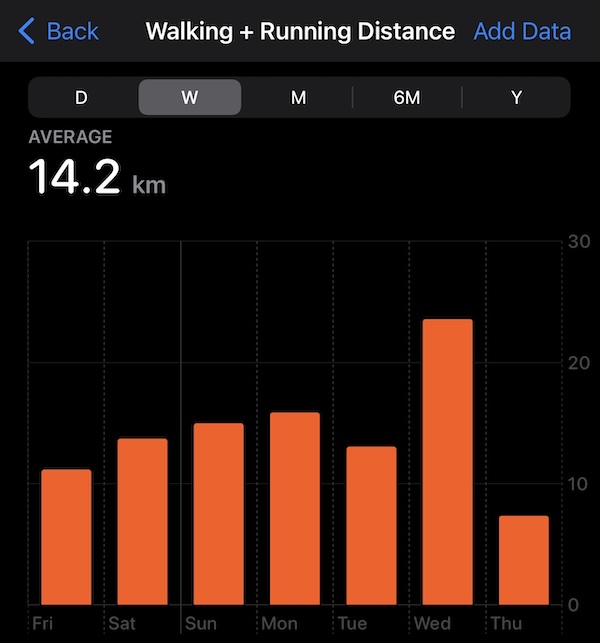 Back Walking + Running Distance Add Data
D W M 6M Y
AVERAGE
14.2 km
30
20
10
0
Fri Sat Sun Mon Tue Wed Thu